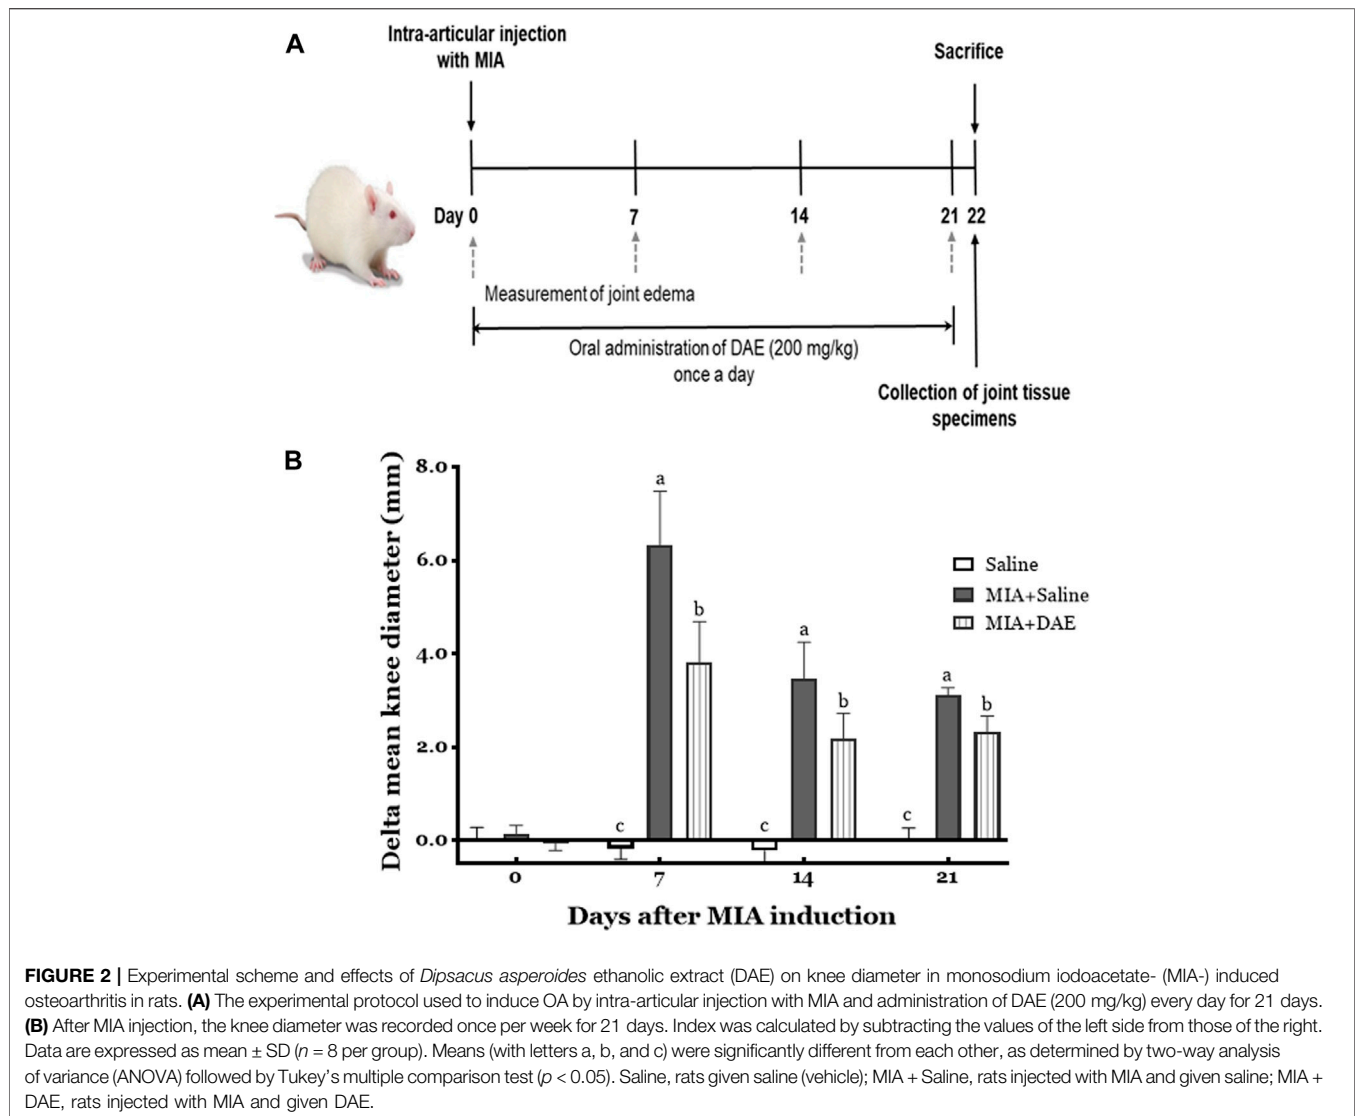 A
Intra-articular injection
with MIA
Sacrifice
Day 0 7 14 21 22
Measurement of joint edema
Oral administration of DAE (200 mg/kg)
once a day
Collection of joint tissue
specimens
B
Delta mean knee diameter (mm)
8.0
6.0
4.0
2.0
0.0
a
b
c
a
b
c
a
b
c
Saline
MIA+Saline
MIA+DAE
0 7 14 21
Days after MIA induction
FIGURE 2 | Experimental scheme and effects of Dipsacus asperoides ethanolic extract (DAE) on knee diameter in monosodium iodoacetate- (MIA-) induced
osteoarthritis in rats. (A) The experimental protocol used to induce OA by intra-articular injection with MIA and administration of DAE (200 mg/kg) every day for 21 days.
(B) After MIA injection, the knee diameter was recorded once per week for 21 days. Index was calculated by subtracting the values of the left side from those of the right.
Data are expressed as mean ± SD (n = 8 per group). Means (with letters a, b, and c) were significantly different from each other, as determined by two-way analysis
of variance (ANOVA) followed by Tukey's multiple comparison test (p < 0.05). Saline, rats given saline (vehicle); MIA + Saline, rats injected with MIA and given saline; MIA +
DAE, rats injected with MIA and given DAE.